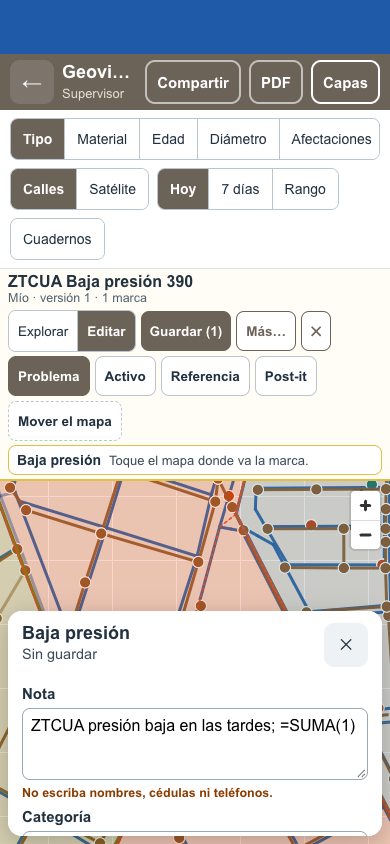 ←
Geovi...
Supervisor
Compartir
PDF
Capas
Tipo
Material
Edad
Diámetro
Afectaciones
Calles
Satélite
Hoy
7 días
Rango
Cuadernos
ZTCUA Baja presión 390
Mío · versión 1 · 1 marca
Explorar
Editar
Guardar (1)
Más...
×
Problema
Activo
Referencia
Post-it
Mover el mapa
Baja presión Toque el mapa donde va la marca.
+
−
Baja presión
Sin guardar
×
Nota
ZTCUA presión baja en las tardes; =SUMA(1)
No escriba nombres, cédulas ni teléfonos.
Categoría